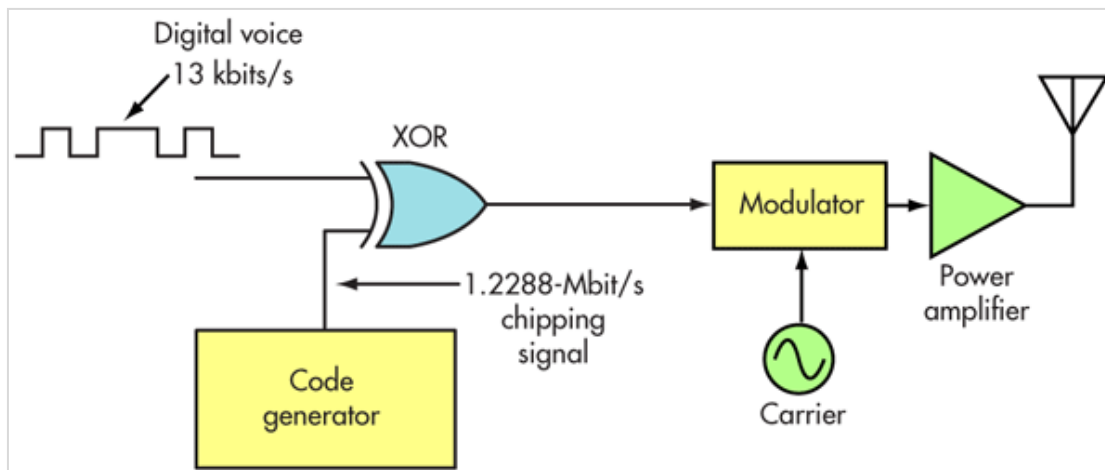 Digital voice
13 kbits/s
XOR
Modulator
Power
amplifier
1.2288-Mbit/s
chipping
signal
Code
generator
Carrier